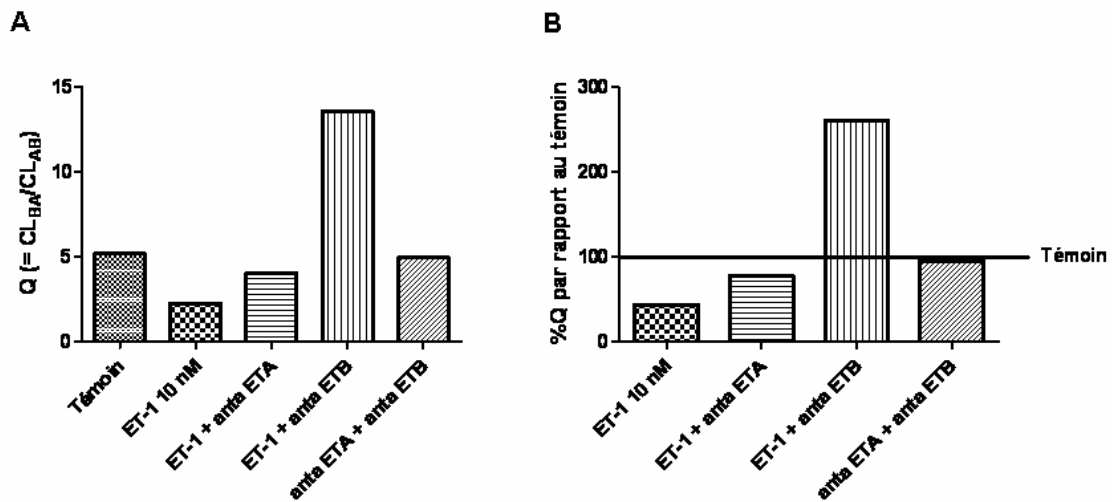 A
Q (= CL_BA/CL_AB)
15
10
5
0
Témoin
ET-1 10 nM
ET-1 + anta ETA
ET-1 + anta ETB
anta ETA + anta ETB
B
%Q par rapport au témoin
300
200
100
0
Témoin
ET-1 10 nM
ET-1 + anta ETA
ET-1 + anta ETB
anta ETA + anta ETB